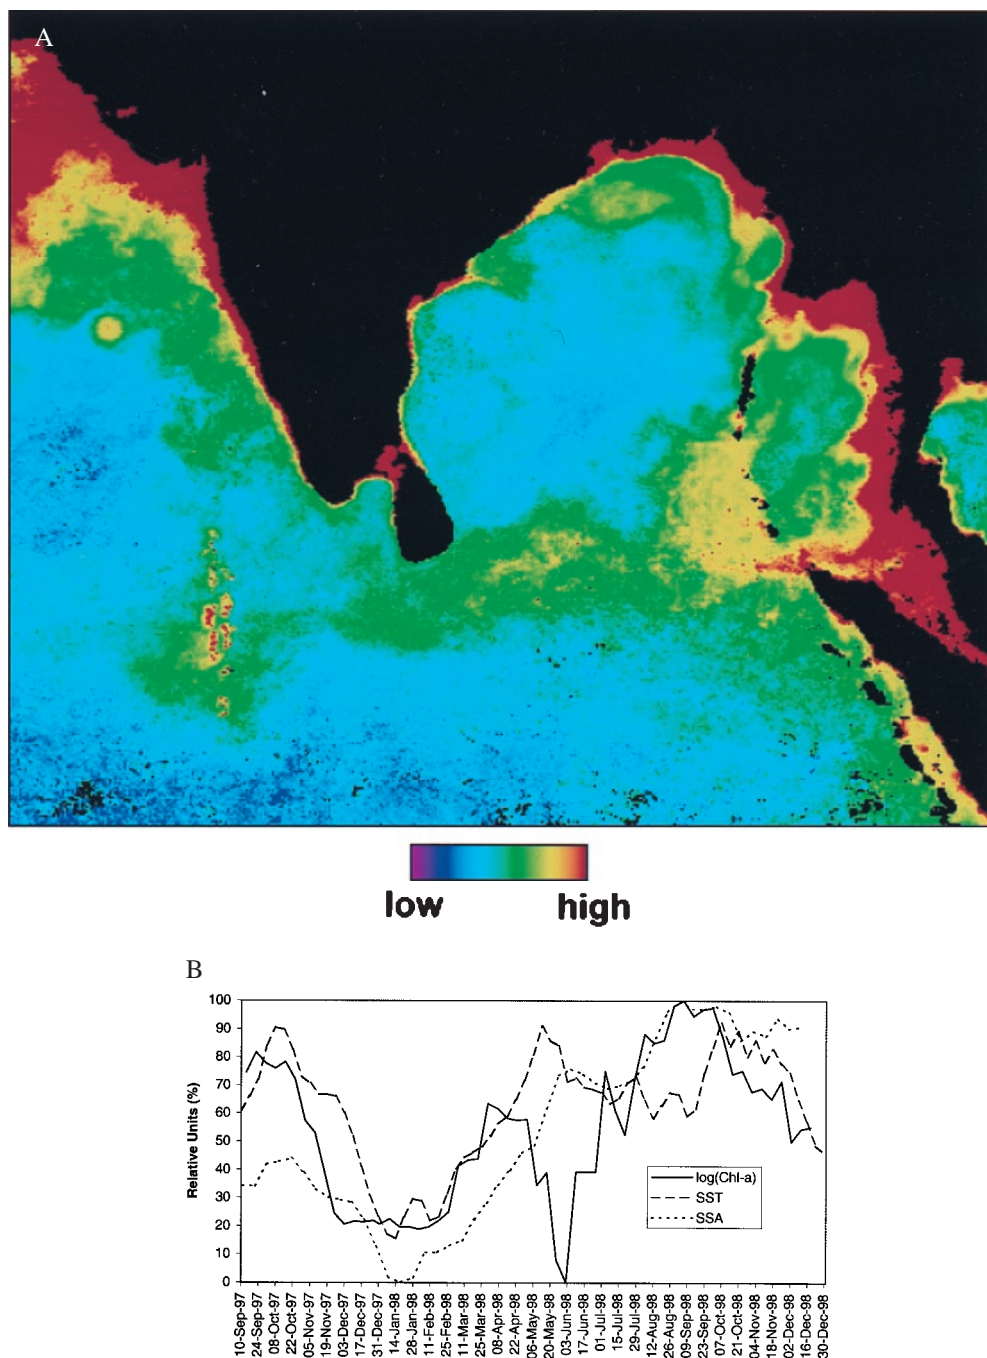 A
low high
B
100
90
80
70
60
50
40
30
20
10
0
Relative Units (%)
log(Chl-a)
SST
SSA
10-Sep-97
24-Sep-97
08-Oct-97
22-Oct-97
05-Nov-97
19-Nov-97
03-Dec-97
17-Dec-97
31-Dec-97
14-Jan-98
28-Jan-98
11-Feb-98
25-Feb-98
11-Mar-98
25-Mar-98
08-Apr-98
22-Apr-98
06-May-98
20-May-98
03-Jun-98
17-Jun-98
01-Jul-98
15-Jul-98
29-Jul-98
12-Aug-98
26-Aug-98
09-Sep-98
23-Sep-98
07-Oct-98
21-Oct-98
04-Nov-98
18-Nov-98
02-Dec-98
16-Dec-98
30-Dec-98